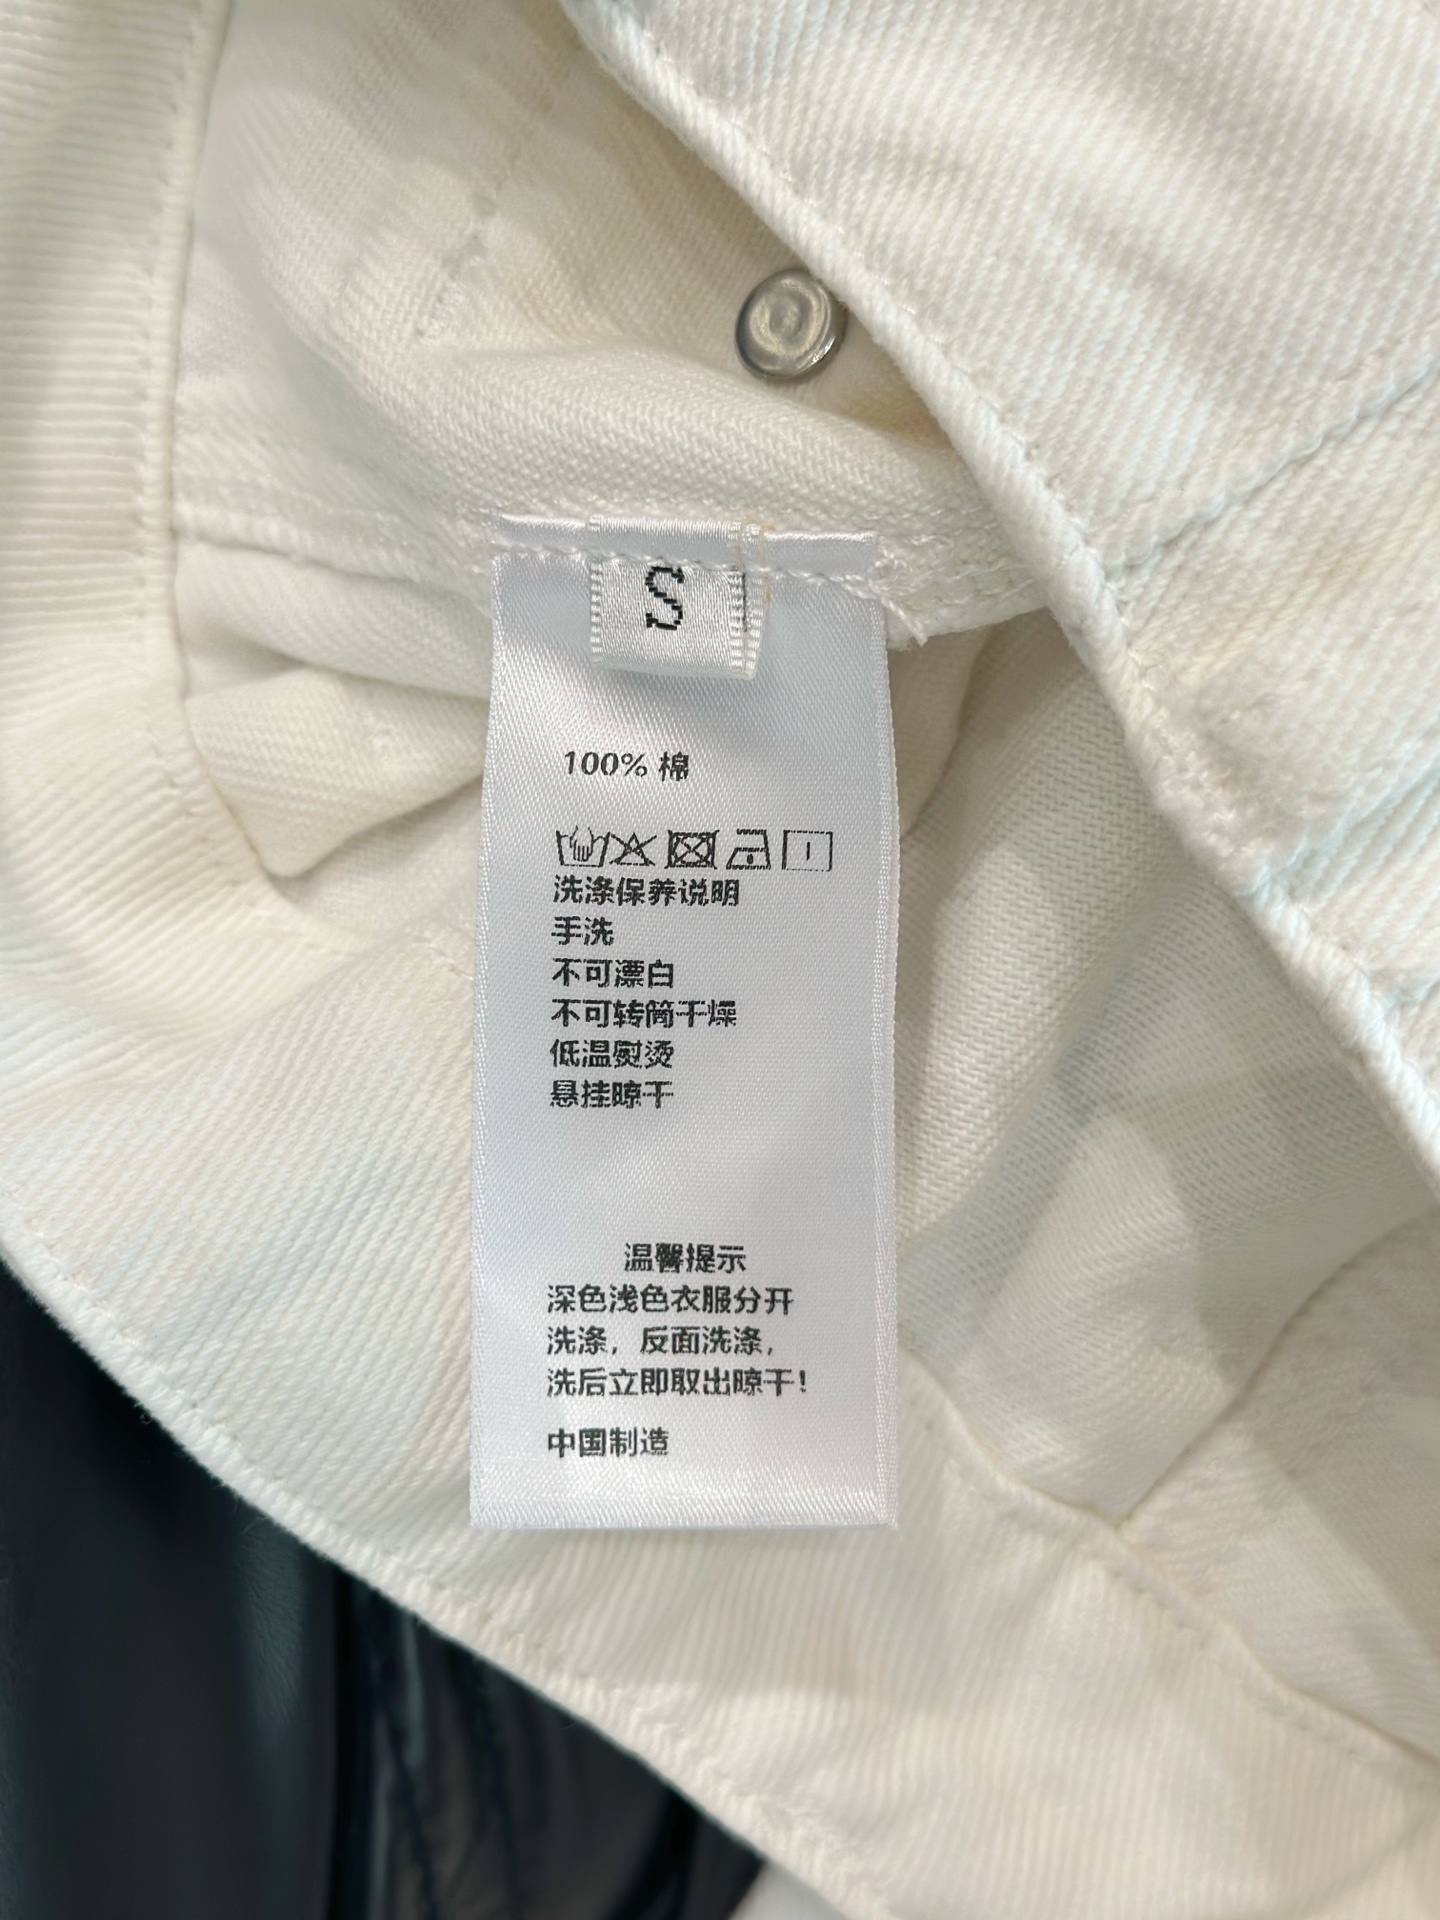 S
100% 棉
洗涤保养说明
手洗
不可漂白
不可转筒干燥
低温熨烫
悬挂晾干
温馨提示
深色浅色衣服分开
洗涤，反面洗涤，
洗后立即取出晾干！
中国制造